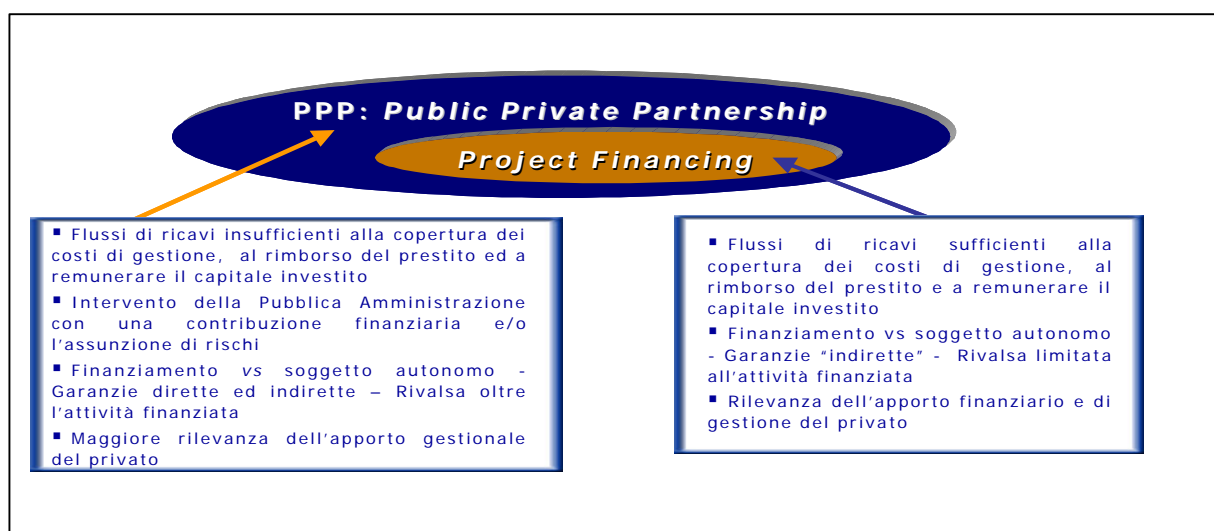 PPP: Public Private Partnership
Project Financing
▪ Flussi di ricavi insufficienti alla copertura dei
costi di gestione, al rimborso del prestito ed a
remunerare il capitale investito
▪ Intervento della Pubblica Amministrazione
con una contribuzione finanziaria e/o
l'assunzione di rischi
▪ Finanziamento vs soggetto autonomo -
Garanzie dirette ed indirette – Rivalsa oltre
l'attività finanziata
▪ Maggiore rilevanza dell'apporto gestionale
del privato
▪ Flussi di ricavi sufficienti alla
copertura dei costi di gestione, al
rimborso del prestito e a remunerare il
capitale investito
▪ Finanziamento vs soggetto autonomo
- Garanzie "indirette" - Rivalsa limitata
all'attività finanziata
▪ Rilevanza dell'apporto finanziario e di
gestione del privato